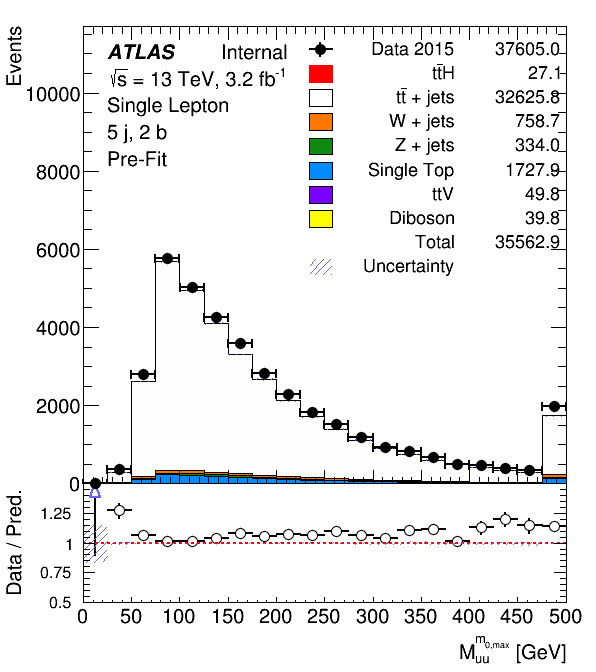 Events
ATLAS Internal
√s = 13 TeV, 3.2 fb⁻¹
Single Lepton
5 j, 2 b
Pre-Fit
Data 2015 37605.0
tt̄H 27.1
tt̄ + jets 32625.8
W + jets 758.7
Z + jets 334.0
Single Top 1727.9
ttV 49.8
Diboson 39.8
Total 35562.9
Uncertainty
10000
8000
6000
4000
2000
0
Data / Pred.
1.25
1
0.75
0.5
0 50 100 150 200 250 300 350 400 450 500
M_uu^m_0,max [GeV]